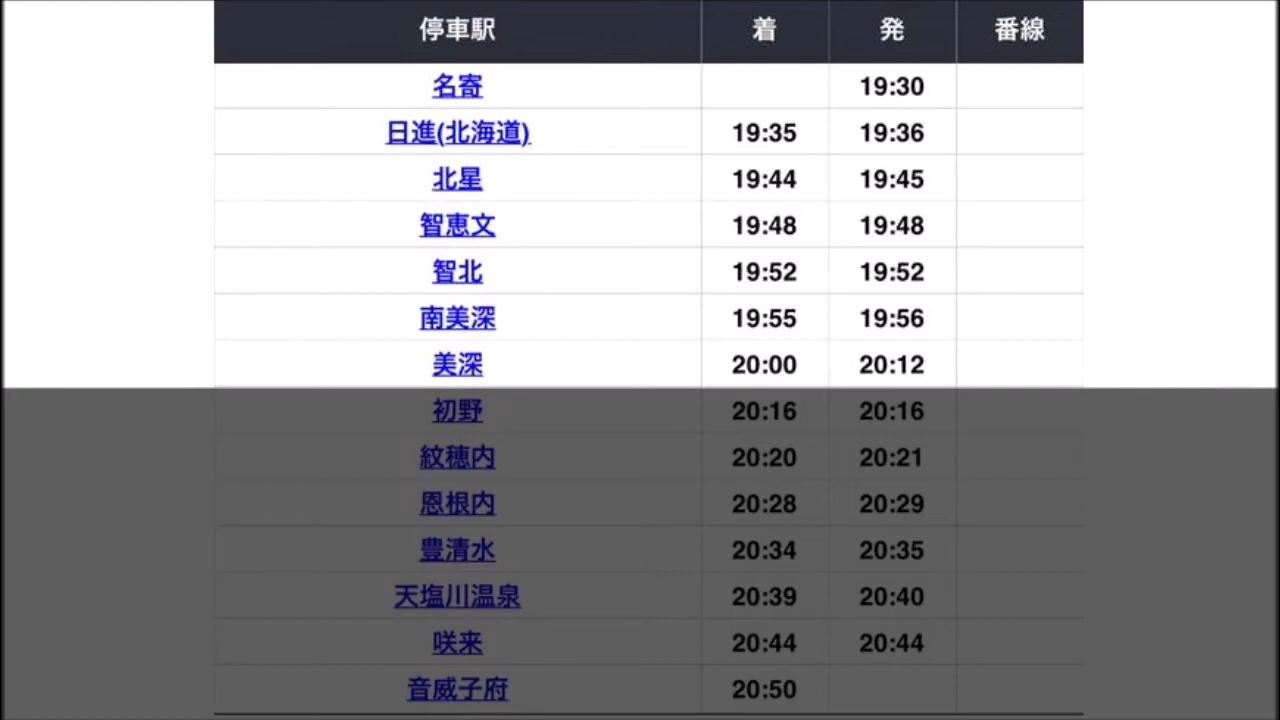 停車駅 着 発 番線
名寄 19:30
日進(北海道) 19:35 19:36
北星 19:44 19:45
智恵文 19:48 19:48
智北 19:52 19:52
南美深 19:55 19:56
美深 20:00 20:12
初野 20:16 20:16
紋穂内 20:20 20:21
恩根内 20:28 20:29
豊清水 20:34 20:35
天塩川温泉 20:39 20:40
咲来 20:44 20:44
音威子府 20:50